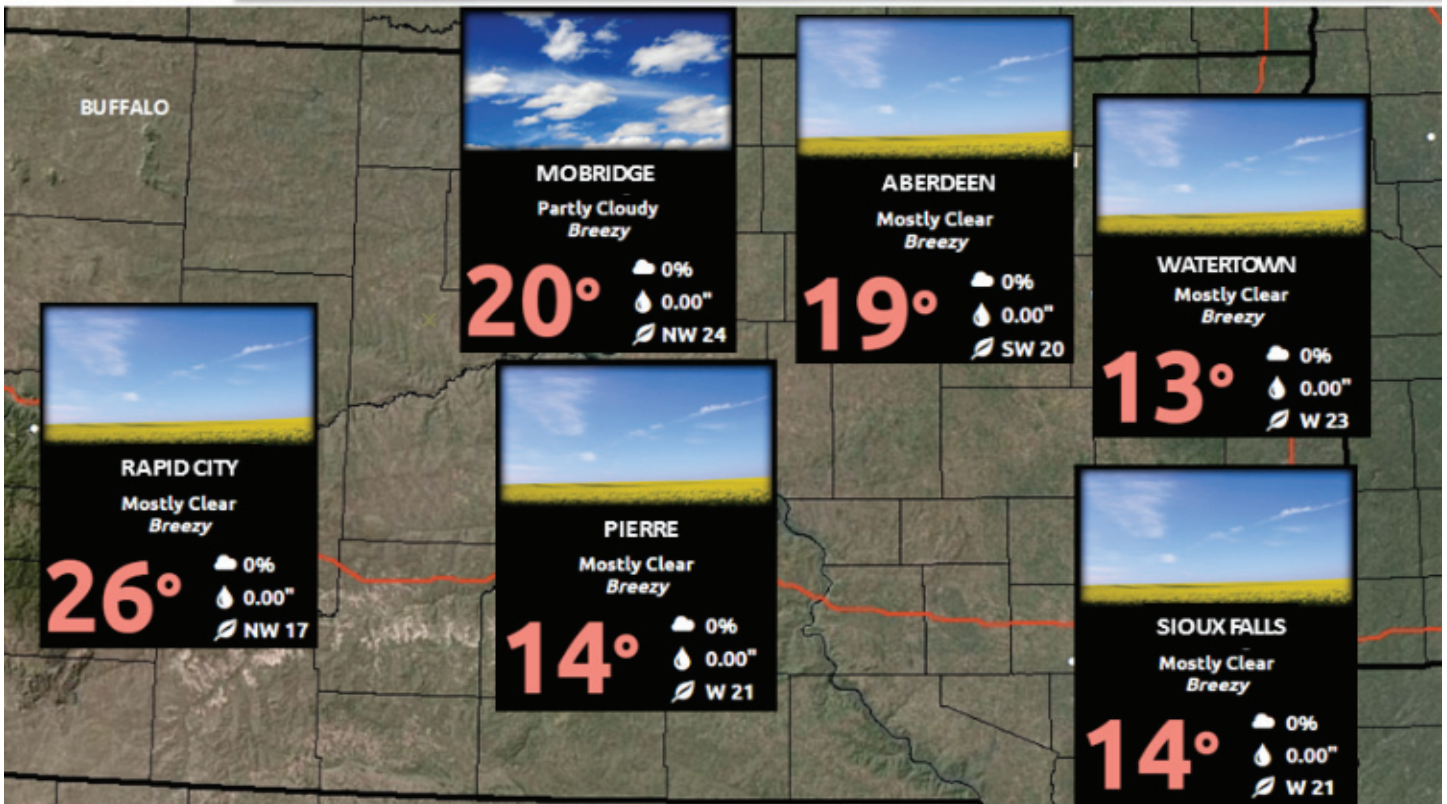 BUFFALO
MOBRIDGE
Partly Cloudy
Breezy
20°
0%
0.00"
NW 24
ABERDEEN
Mostly Clear
Breezy
19°
0%
0.00"
SW 20
WATERTOWN
Mostly Clear
Breezy
13°
0%
0.00"
W 23
RAPID CITY
Mostly Clear
Breezy
26°
0%
0.00"
NW 17
PIERRE
Mostly Clear
Breezy
14°
0%
0.00"
W 21
SIOUX FALLS
Mostly Clear
Breezy
14°
0%
0.00"
W 21